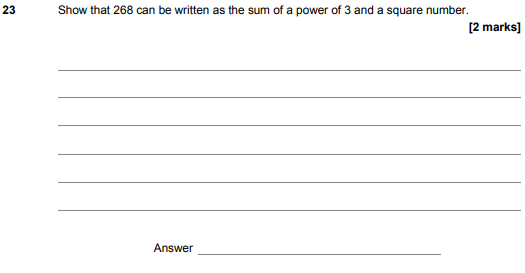 23 Show that 268 can be written as the sum of a power of 3 and a square number.
[2 marks]
Answer